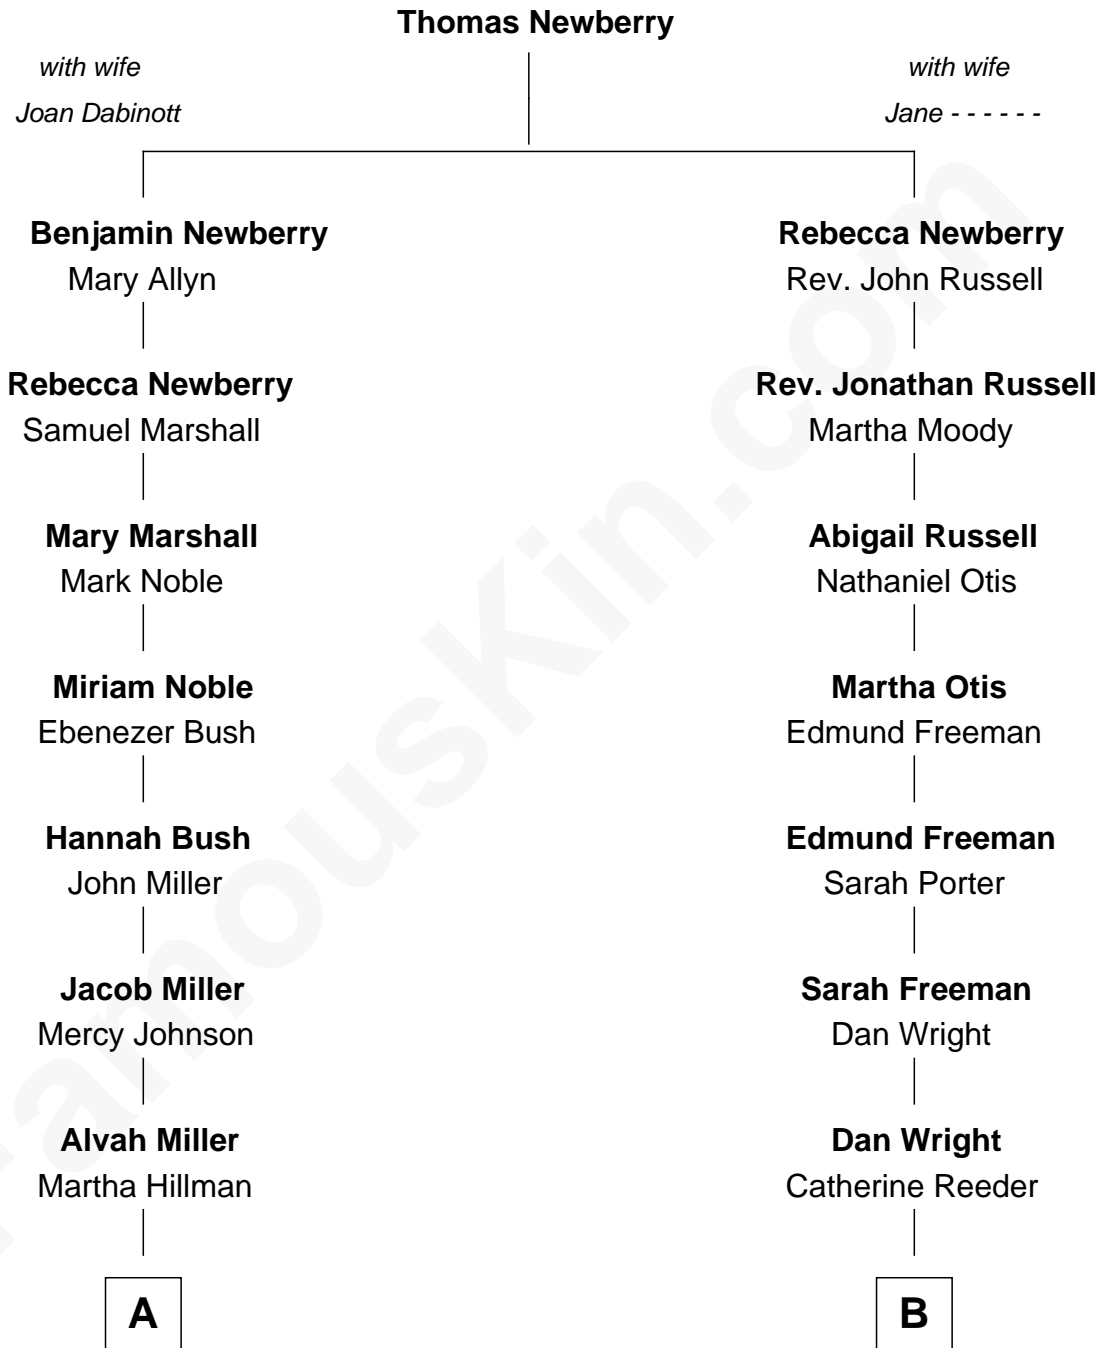 Thomas Newberry
with wife
Joan Dabinott
with wife
Jane - - - - - -
Benjamin Newberry
Mary Allyn
Rebecca Newberry
Rev. John Russell
Rebecca Newberry
Samuel Marshall
Rev. Jonathan Russell
Martha Moody
Mary Marshall
Mark Noble
Abigail Russell
Nathaniel Otis
Miriam Noble
Ebenezer Bush
Martha Otis
Edmund Freeman
Hannah Bush
John Miller
Edmund Freeman
Sarah Porter
Jacob Miller
Mercy Johnson
Sarah Freeman
Dan Wright
Alvah Miller
Martha Hillman
Dan Wright
Catherine Reeder
A
B
FamousKin.com